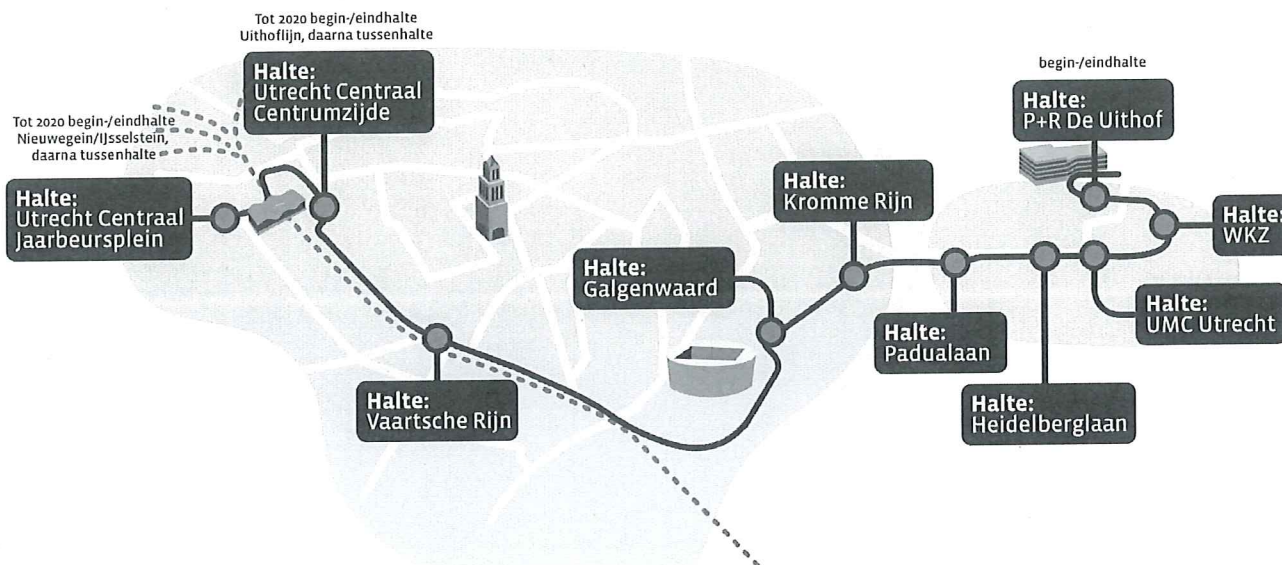 Tot 2020 begin-/eindhalte
Uithoflijn, daarna tussenhalte
Halte:
Utrecht Centraal
Centrumzijde
Tot 2020 begin-/eindhalte
Nieuwegein/IJsselstein,
daarna tussenhalte
Halte:
Utrecht Centraal
Jaarbeursplein
Halte:
Vaartsche Rijn
Halte:
Galgenwaard
Halte:
Kromme Rijn
Halte:
Padualaan
Halte:
Heidelberglaan
Halte:
UMC Utrecht
Halte:
WKZ
begin-/eindhalte
Halte:
P+R De Uithof